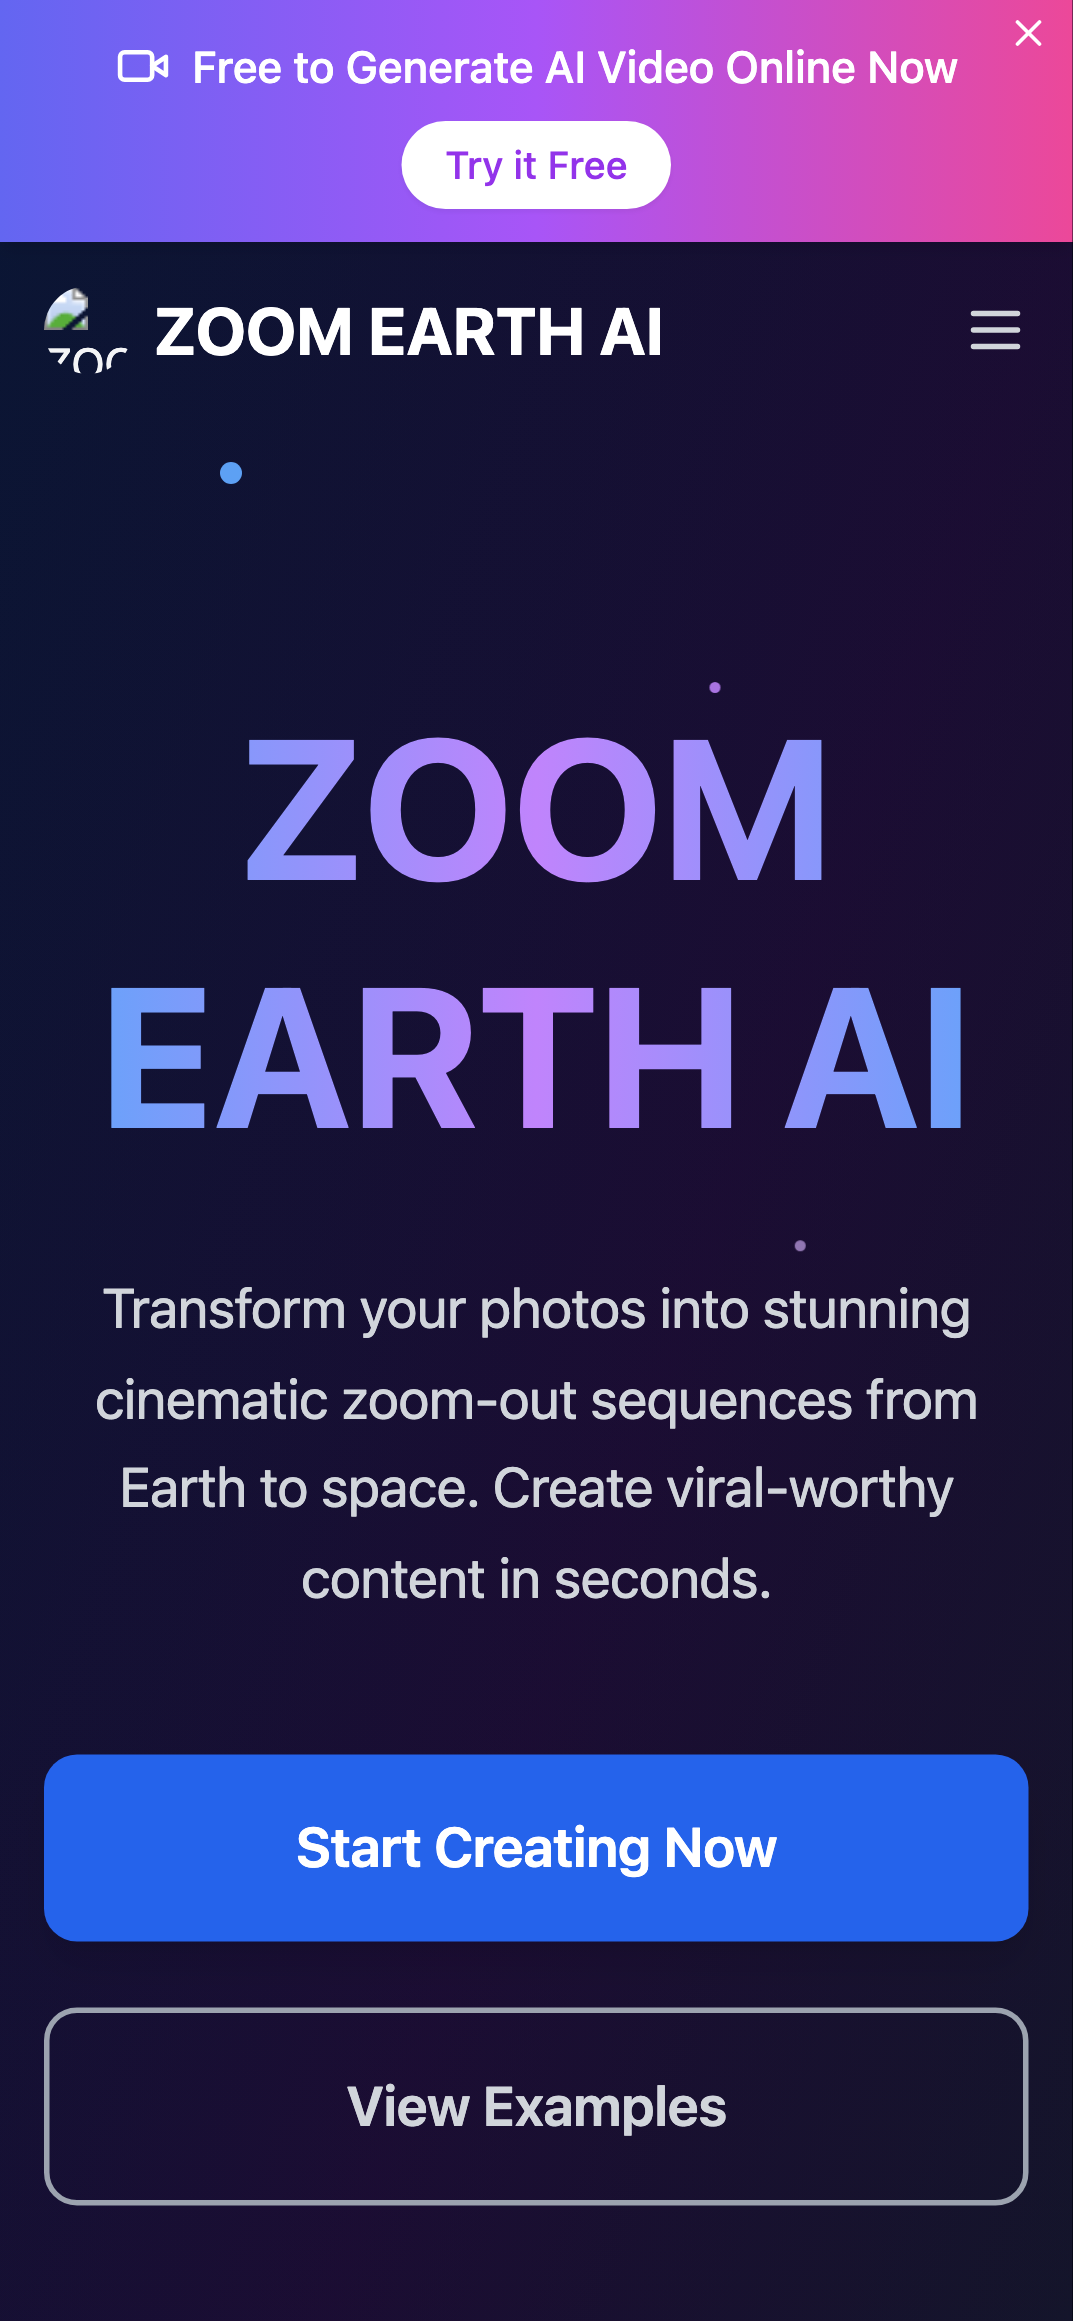 Free to Generate AI Video Online Now
Try it Free
ZOOM EARTH AI
ZOOM
EARTH AI
Transform your photos into stunning
cinematic zoom-out sequences from
Earth to space. Create viral-worthy
content in seconds.
Start Creating Now
View Examples